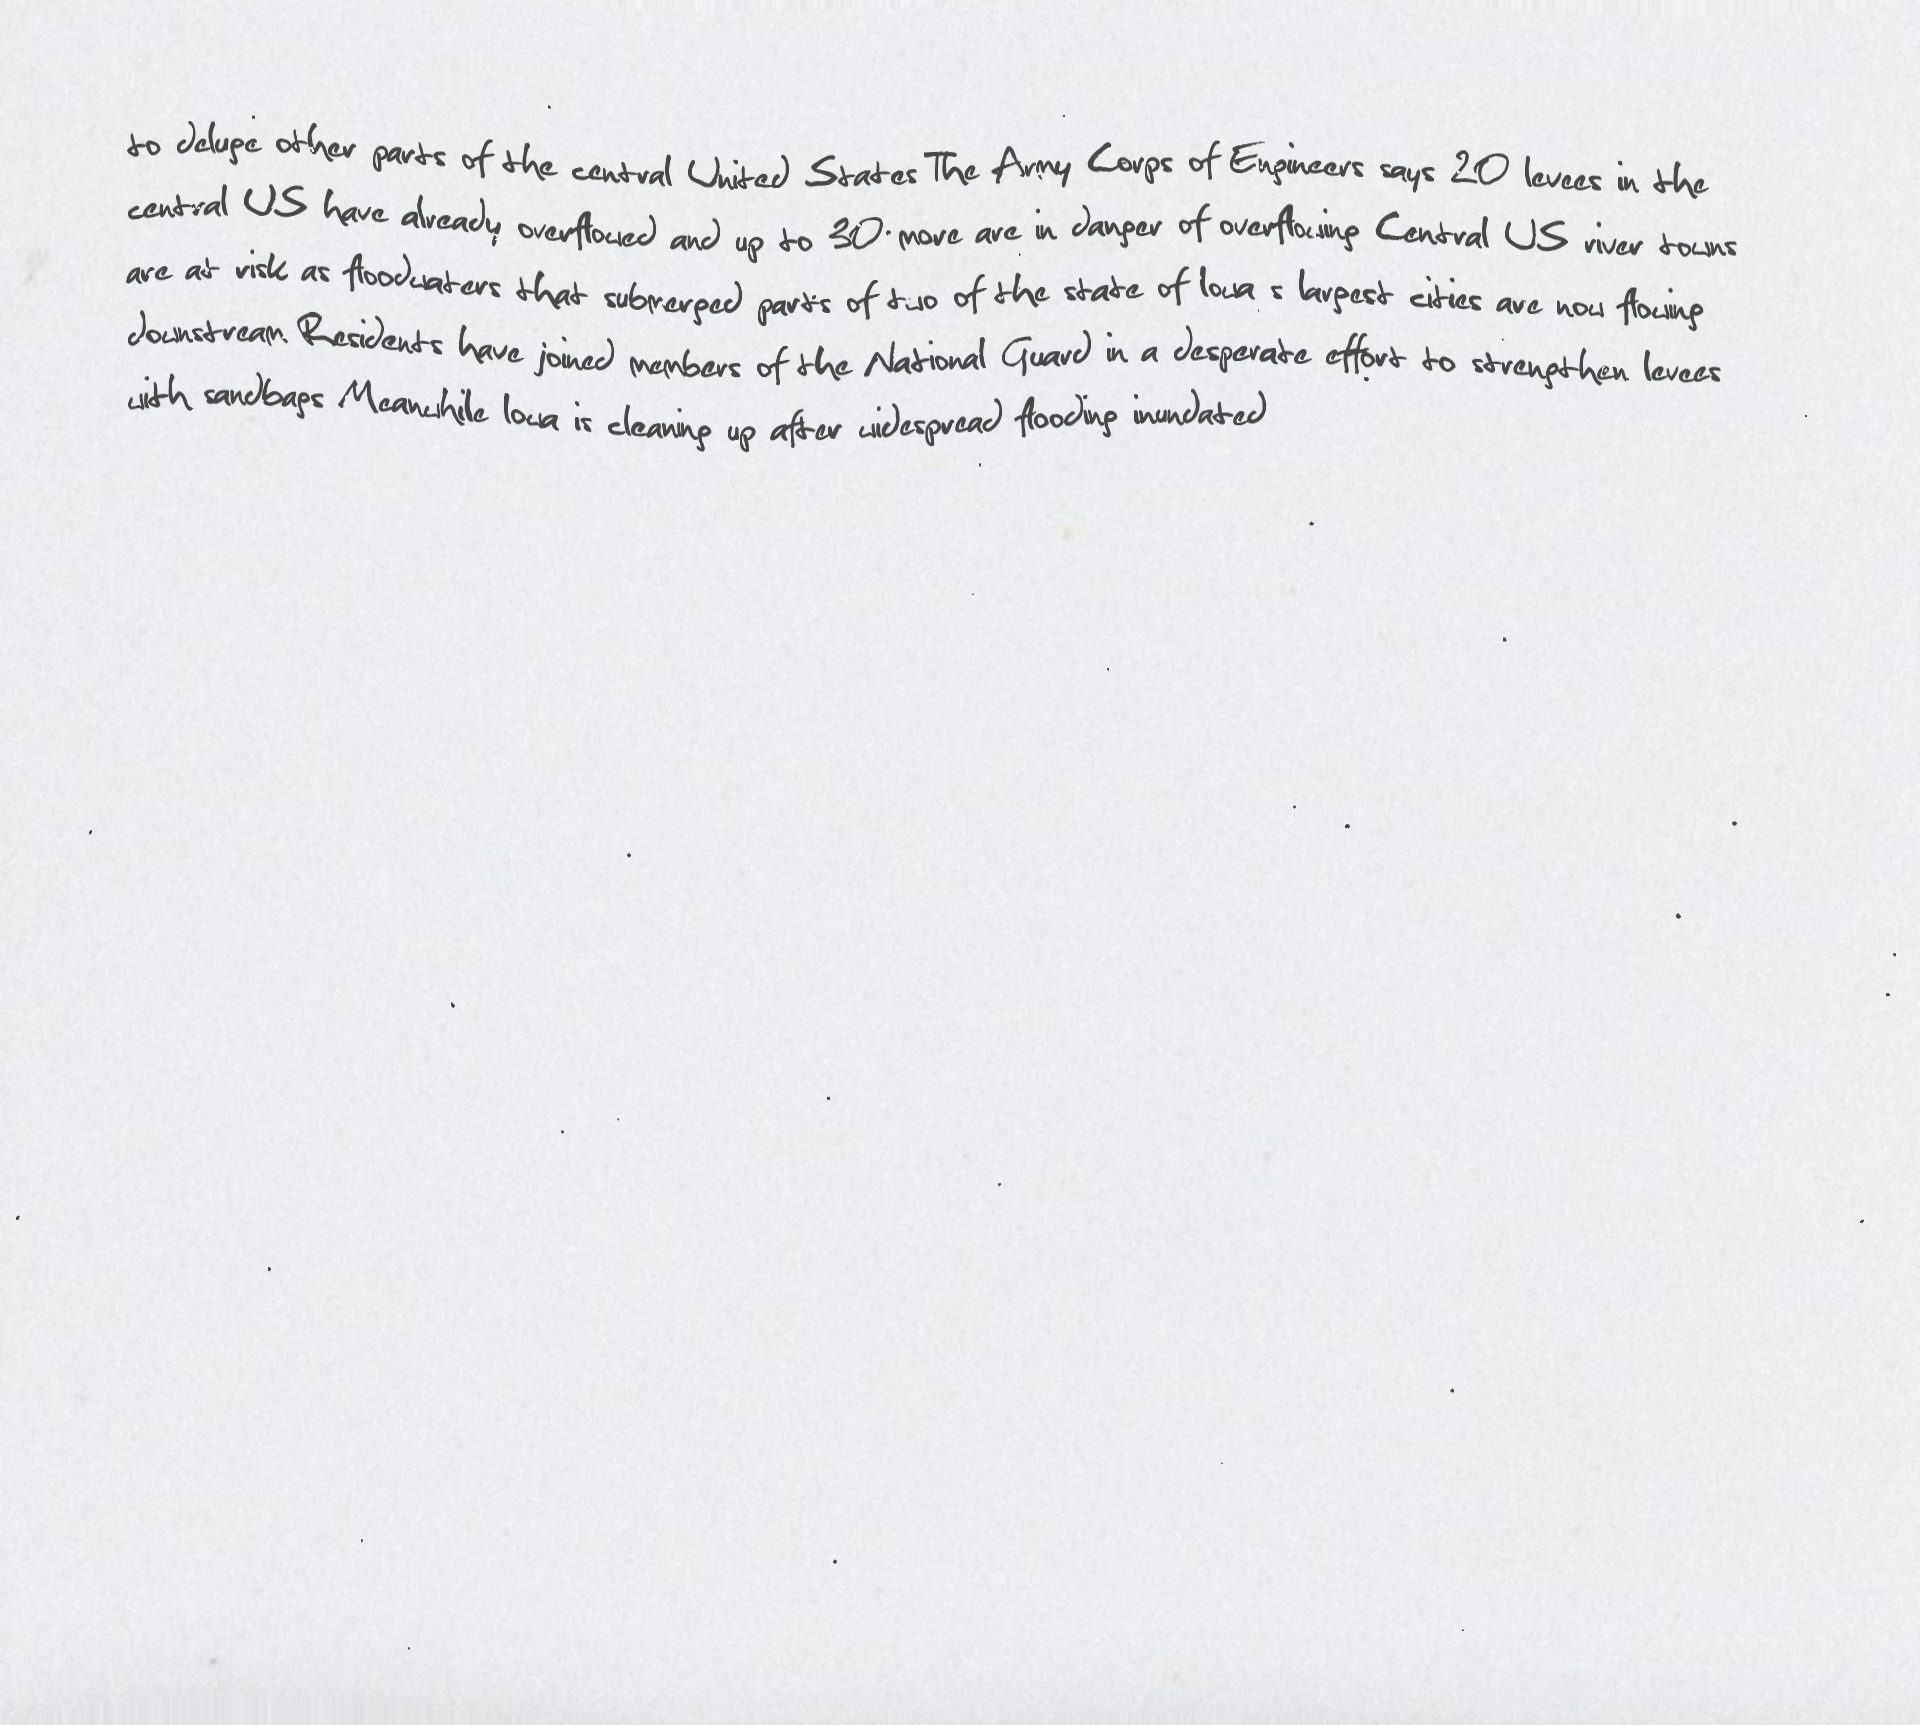 to deluge other parts of the central United States The Army Corps of Engineers says 20 levees in the
central US have already overflowed and up to 30 more are in danger of overflowing Central US river towns
are at risk as floodwaters that submerged parts of two of the state of Iowa s largest cities are now flowing
downstream Residents have joined members of the National Guard in a desperate effort to strengthen levees
with sandbags Meanwhile Iowa is cleaning up after widespread flooding inundated